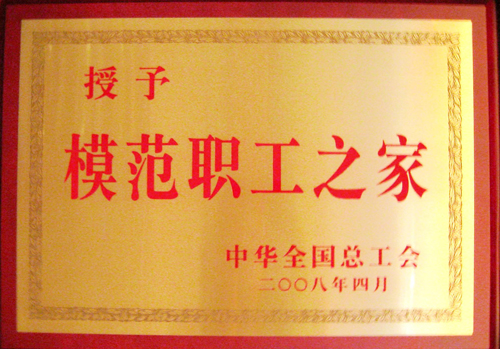 授予
模范职工之家
中华全国总工会
二〇〇八年四月